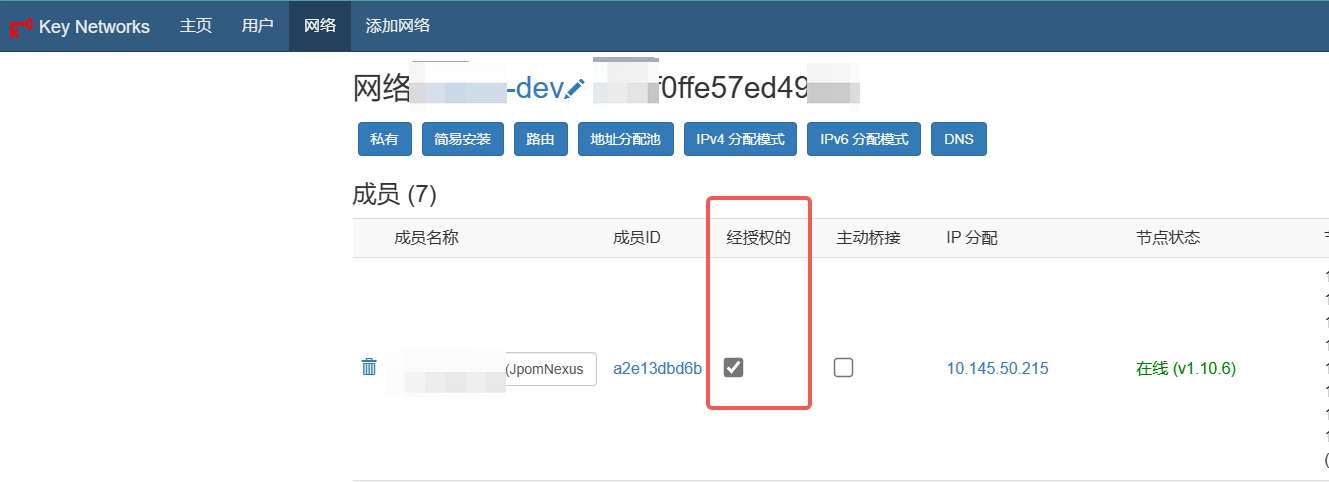 Key Networks 主页 用户 网络 添加网络
网络 -dev f0ffe57ed49
私有 简易安装 路由 地址分配池 IPv4 分配模式 IPv6 分配模式 DNS
成员 (7)
成员名称 成员ID 经授权的 主动桥接 IP 分配 节点状态
(JpomNexus a2e13dbd6b 10.145.50.215 在线 (v1.10.6)